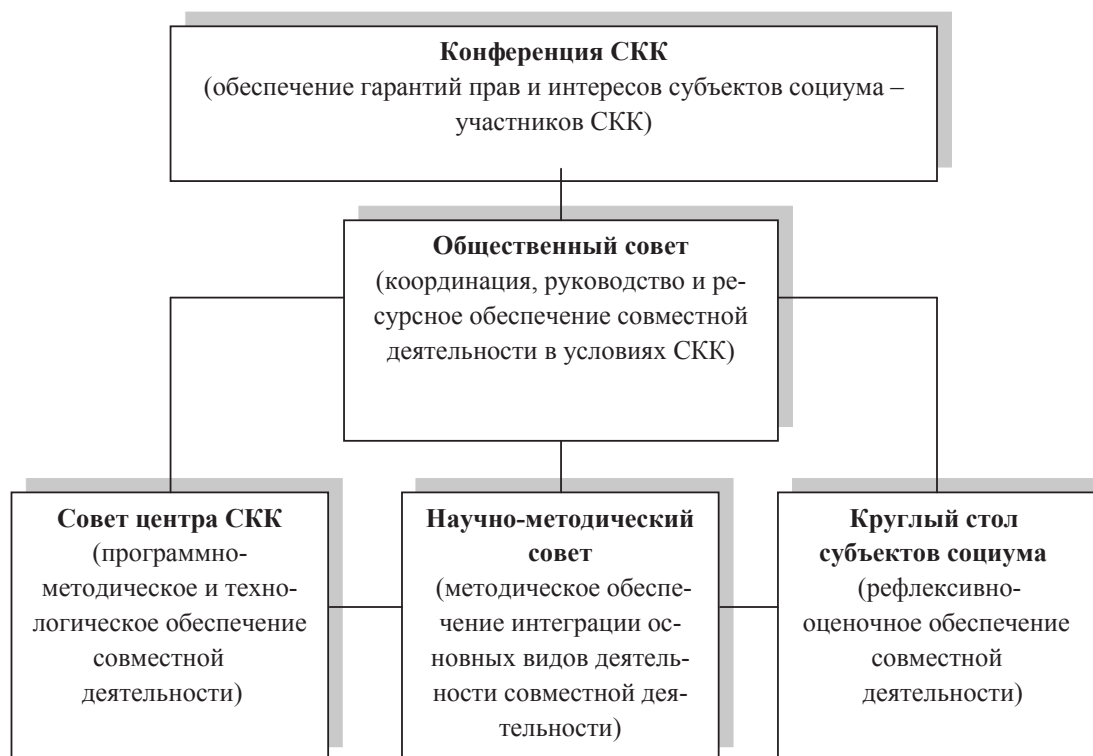 Конференция СКК
(обеспечение гарантий прав и интересов субъектов социума –
участников СКК)
Общественный совет
(координация, руководство и ре-
сурсное обеспечение совместной
деятельности в условиях СКК)
Совет центра СКК
(программно-
методическое и техно-
логическое обеспечение
совместной
деятельности)
Научно-методический
совет
(методическое обеспе-
чение интеграции ос-
новных видов деятель-
ности совместной дея-
тельности)
Круглый стол
субъектов социума
(рефлексивно-
оценочное обеспечение
совместной
деятельности)